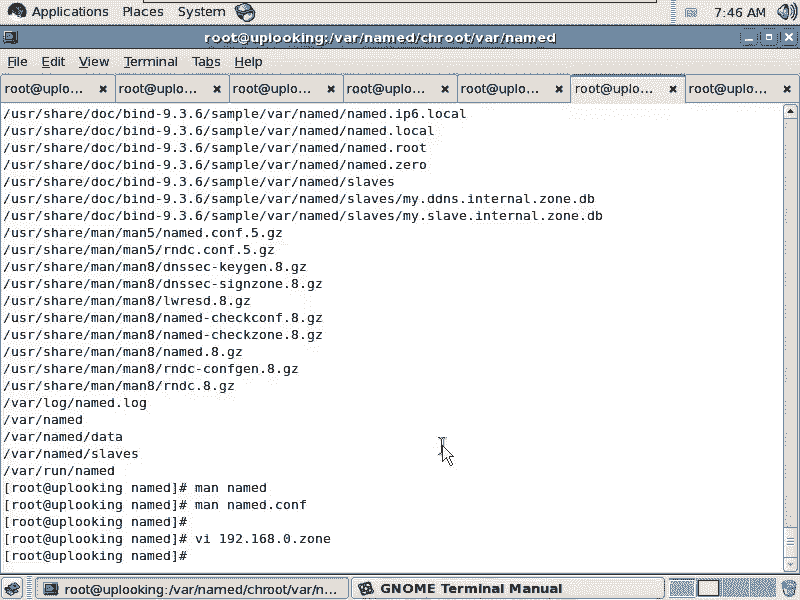 Applications Places System 7:46 AM
root@uplooking:/var/named/chroot/var/named
File Edit View Terminal Tabs Help
root@uplo... root@uplo... root@uplo... root@uplo... root@uplo... root@uplo... root@uplo...
/usr/share/doc/bind-9.3.6/sample/var/named/named.ip6.local
/usr/share/doc/bind-9.3.6/sample/var/named/named.local
/usr/share/doc/bind-9.3.6/sample/var/named/named.root
/usr/share/doc/bind-9.3.6/sample/var/named/named.zero
/usr/share/doc/bind-9.3.6/sample/var/named/slaves
/usr/share/doc/bind-9.3.6/sample/var/named/slaves/my.ddns.internal.zone.db
/usr/share/doc/bind-9.3.6/sample/var/named/slaves/my.slave.internal.zone.db
/usr/share/man/man5/named.conf.5.gz
/usr/share/man/man5/rndc.conf.5.gz
/usr/share/man/man8/dnssec-keygen.8.gz
/usr/share/man/man8/dnssec-signzone.8.gz
/usr/share/man/man8/lwresd.8.gz
/usr/share/man/man8/named-checkconf.8.gz
/usr/share/man/man8/named-checkzone.8.gz
/usr/share/man/man8/named.8.gz
/usr/share/man/man8/rndc-confgen.8.gz
/usr/share/man/man8/rndc.8.gz
/var/log/named.log
/var/named
/var/named/data
/var/named/slaves
/var/run/named
[root@uplooking named]# man named
[root@uplooking named]# man named.conf
[root@uplooking named]#
[root@uplooking named]# vi 192.168.0.zone
[root@uplooking named]#
root@uplooking:/var/named/chroot/var/n... GNOME Terminal Manual